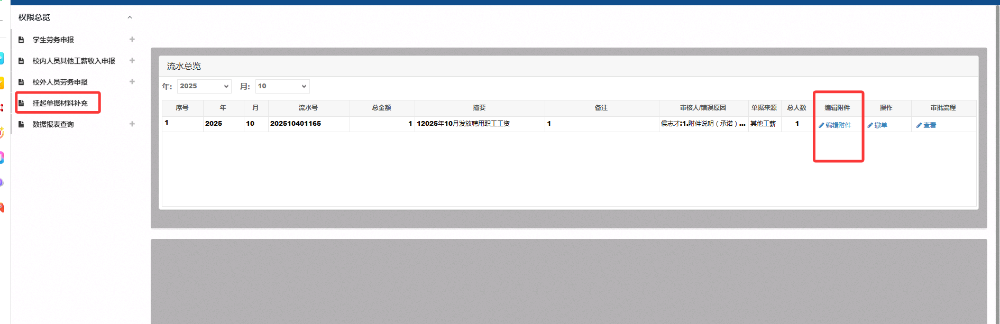 权限总览
学生劳务申报
校内人员其他工薪收入申报
校外人员劳务申报
挂起单据材料补充
数据报表查询
流水总览
年: 2025 月: 10
序号 年 月 流水号 总金额 摘要 备注 审核人/错误原因 单据来源 总人数 编辑附件 操作 审批流程
1 2025 10 202510401165 1 12025年10月发放聘用职工工资 1 侯志才:1.附件说明（承诺）... 其他工薪 1 编辑附件 撤单 查看